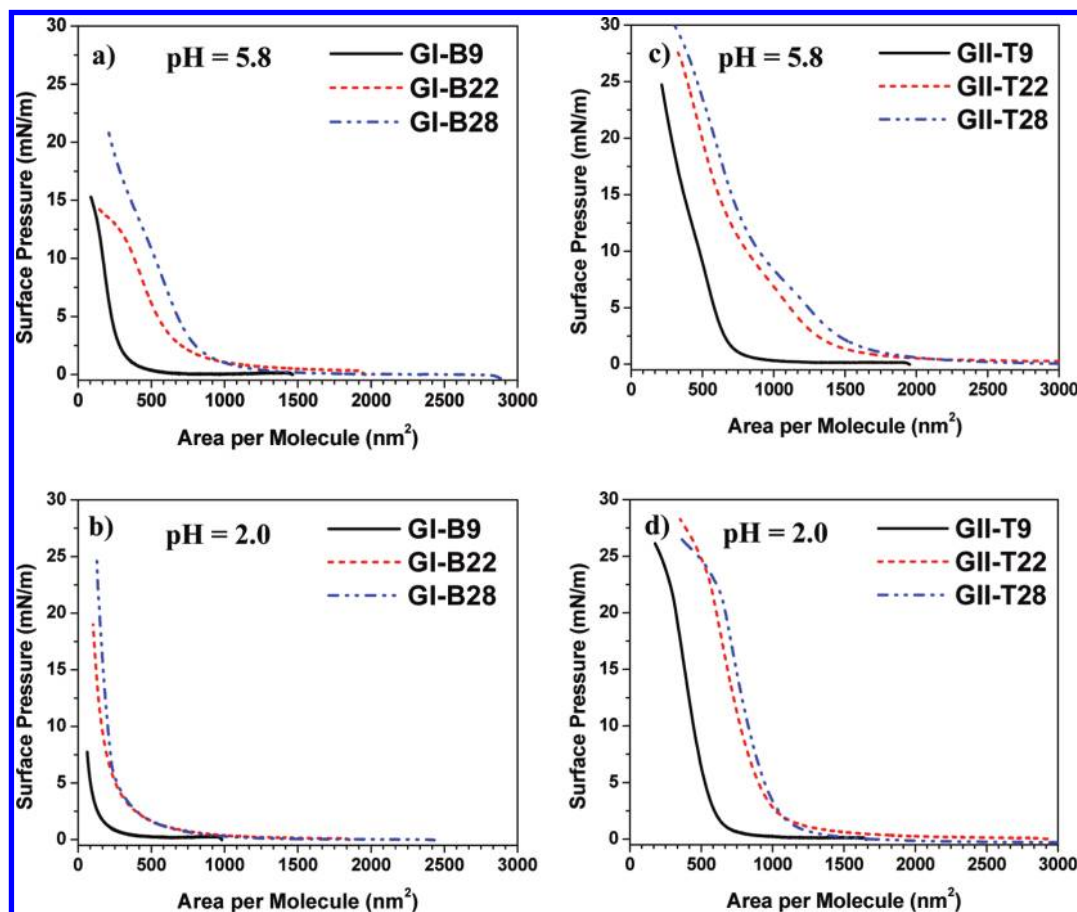 a)
pH = 5.8
GI-B9
GI-B22
GI-B28
Surface Pressure (mN/m)
30
25
20
15
10
5
0
0 500 1000 1500 2000 2500 3000
Area per Molecule (nm²)
c)
pH = 5.8
GII-T9
GII-T22
GII-T28
Surface Pressure (mN/m)
30
25
20
15
10
5
0
0 500 1000 1500 2000 2500 3000
Area per Molecule (nm²)
b)
pH = 2.0
GI-B9
GI-B22
GI-B28
Surface Pressure (mN/m)
30
25
20
15
10
5
0
0 500 1000 1500 2000 2500 3000
Area per Molecule (nm²)
d)
pH = 2.0
GII-T9
GII-T22
GII-T28
Surface Pressure (mN/m)
30
25
20
15
10
5
0
0 500 1000 1500 2000 2500 3000
Area per Molecule (nm²)